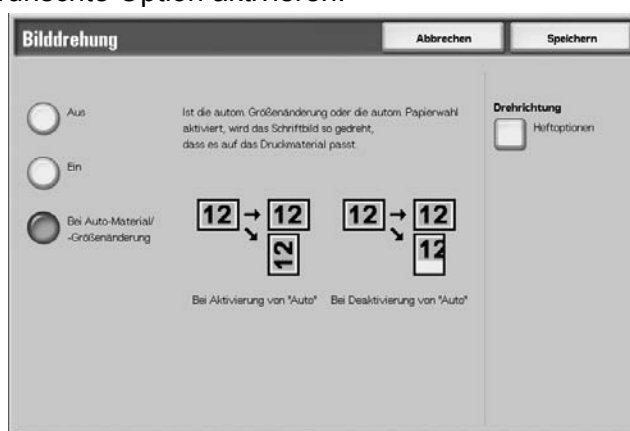 wünschte Option aktivieren.
Bilddrehung
Abbrechen
Speichern
Aus
Ein
Bei Auto-Material/
-Größenänderung
Ist die autom. Größenänderung oder die autom. Papierwahl
aktiviert, wird das Schriftbild so gedreht,
dass es auf das Druckmaterial passt.
12 → 12
12
12 → 12
12
Bei Aktivierung von "Auto"
Bei Deaktivierung von "Auto"
Drehrichtung
Heftoptionen